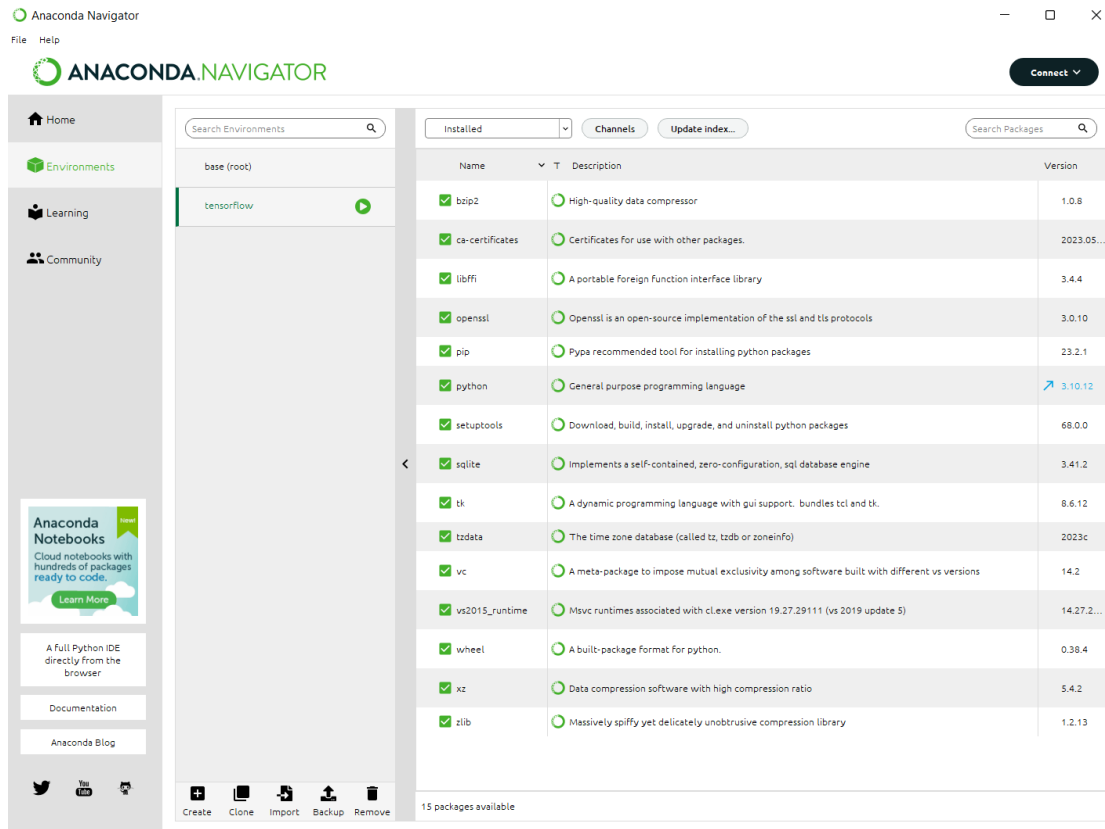 Anaconda Navigator
File Help
ANACONDA.NAVIGATOR
Connect
Home
Environments
Learning
Community
Anaconda Notebooks
New!
Cloud notebooks with
hundreds of packages
ready to code.
Learn More
A full Python IDE
directly from the
browser
Documentation
Anaconda Blog
You
Tube
Search Environments
base (root)
tensorflow
Create Clone Import Backup Remove
Installed Channels Update index... Search Packages
Name T Description Version
bzip2 High-quality data compressor 1.0.8
ca-certificates Certificates for use with other packages. 2023.05...
libffi A portable foreign function interface library 3.4.4
openssl Openssl is an open-source implementation of the ssl and tls protocols 3.0.10
pip Pypa recommended tool for installing python packages 23.2.1
python General purpose programming language 3.10.12
setuptools Download, build, install, upgrade, and uninstall python packages 68.0.0
sqlite Implements a self-contained, zero-configuration, sql database engine 3.41.2
tk A dynamic programming language with gui support. bundles tcl and tk. 8.6.12
tzdata The time zone database (called tz, tzdb or zoneinfo) 2023c
vc A meta-package to impose mutual exclusivity among software built with different vs versions 14.2
vs2015_runtime Msvc runtimes associated with cl.exe version 19.27.29111 (vs 2019 update 5) 14.27.2...
wheel A built-package format for python. 0.38.4
xz Data compression software with high compression ratio 5.4.2
zlib Massively spiffy yet delicately unobtrusive compression library 1.2.13
15 packages available